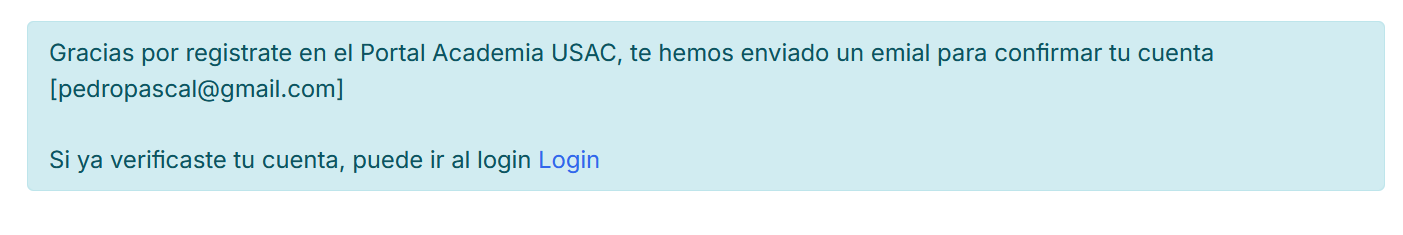 Gracias por registrate en el Portal Academia USAC, te hemos enviado un emial para confirmar tu cuenta
[pedropascal@gmail.com]
Si ya verificaste tu cuenta, puede ir al login Login